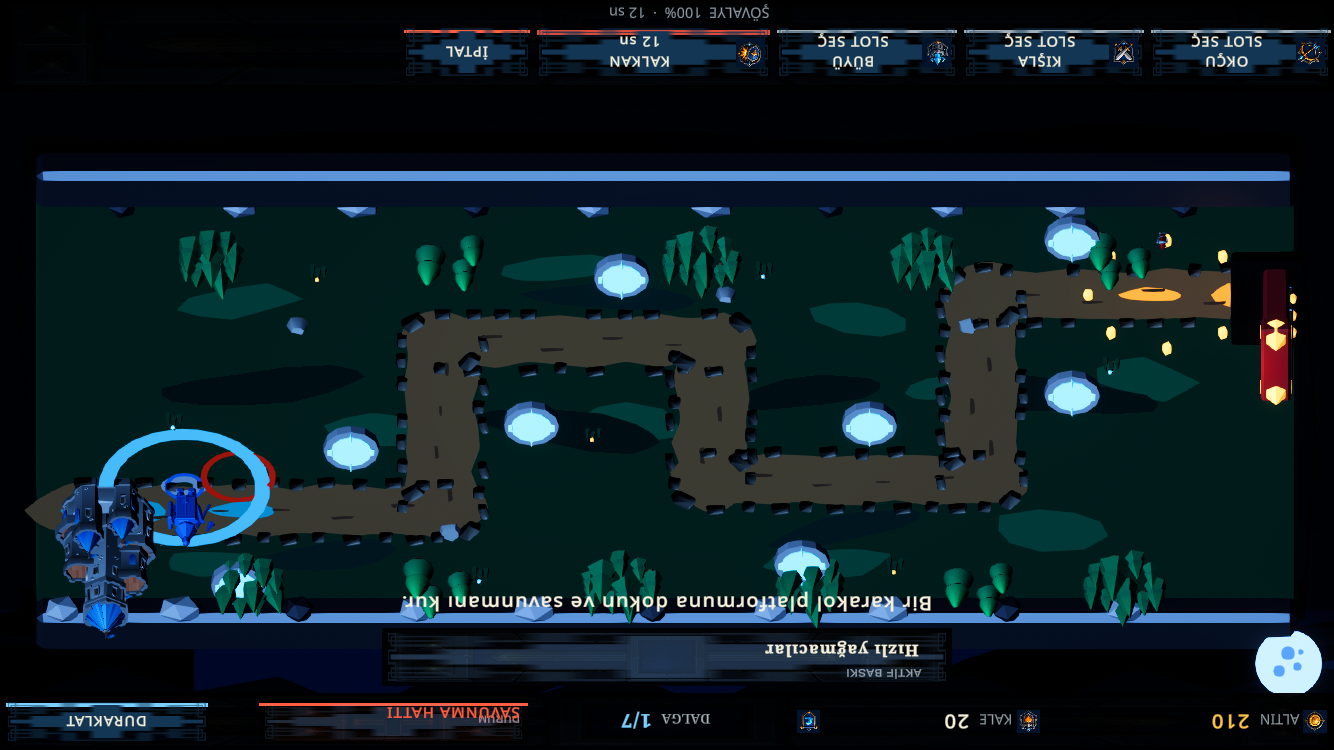 ALTIN 210
KALE 20
DALGA 1/7
DURUM
SAVUNMA HATTI
DURAKLAT
AKTİF BASKI
Hızlı yağmacılar
Bir karakol platformuna dokun ve savunmanı kur.
OKÇU
SLOT SEÇ
KIŞLA
SLOT SEÇ
BÜYÜ
SLOT SEÇ
KALKAN
12 sn
İPTAL
ŞÖVALYE 100% · 12 sn